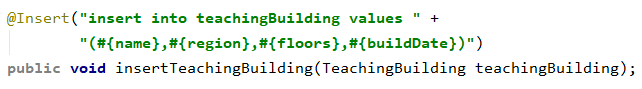 @Insert("insert into teachingBuilding values " +
"(#{name},#{region},#{floors},#{buildDate})")
public void insertTeachingBuilding(TeachingBuilding teachingBuilding);